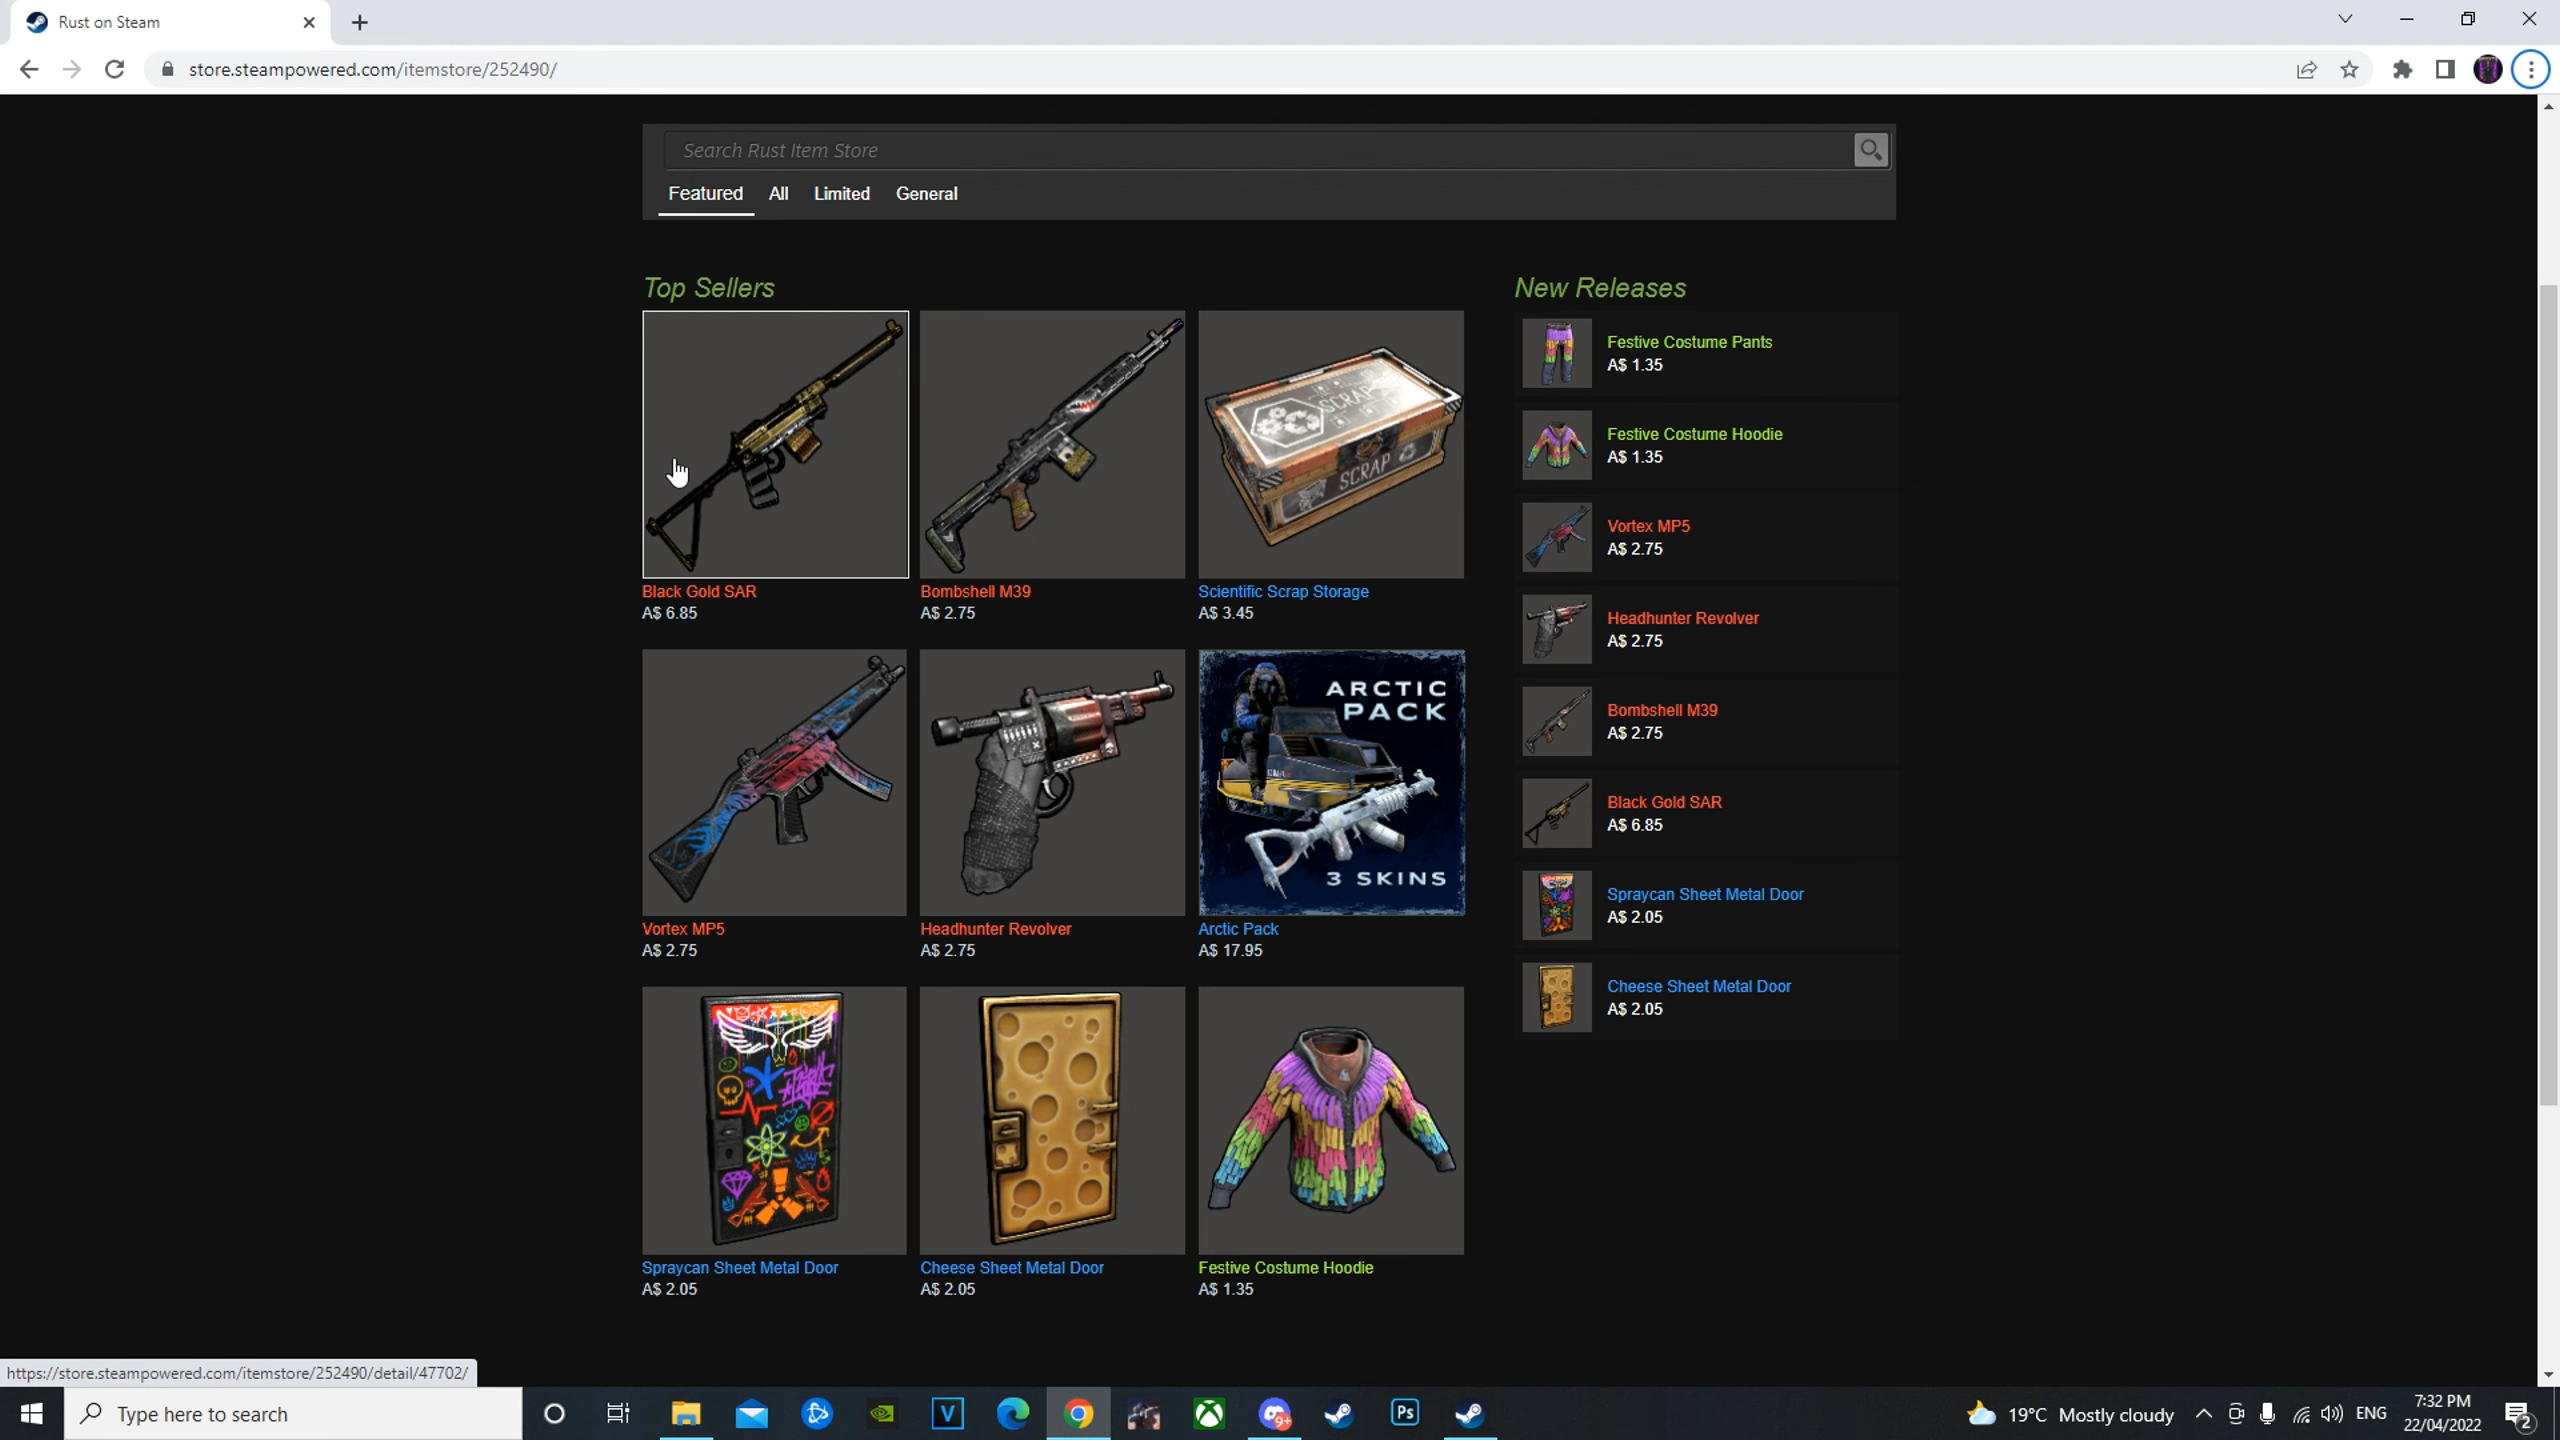 Rust on Steam
store.steampowered.com/itemstore/252490/
Search Rust Item Store
Featured All Limited General
Top Sellers
Black Gold SAR
A$ 6.85
Bombshell M39
A$ 2.75
SCRAP
SCRAP
Scientific Scrap Storage
A$ 3.45
Vortex MP5
A$ 2.75
Headhunter Revolver
A$ 2.75
ARCTIC
PACK
3 SKINS
Arctic Pack
A$ 17.95
Spraycan Sheet Metal Door
A$ 2.05
Cheese Sheet Metal Door
A$ 2.05
Festive Costume Hoodie
A$ 1.35
New Releases
Festive Costume Pants
A$ 1.35
Festive Costume Hoodie
A$ 1.35
Vortex MP5
A$ 2.75
Headhunter Revolver
A$ 2.75
Bombshell M39
A$ 2.75
Black Gold SAR
A$ 6.85
Spraycan Sheet Metal Door
A$ 2.05
Cheese Sheet Metal Door
A$ 2.05
https://store.steampowered.com/itemstore/252490/detail/47702/
Type here to search
V
9+
Ps
19°C Mostly cloudy
ENG
7:32 PM
22/04/2022
2